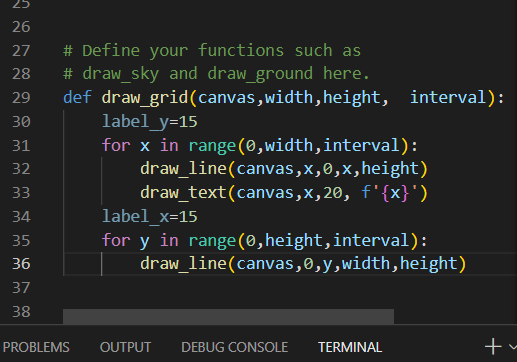 25
26
27 # Define your functions such as
28 # draw_sky and draw_ground here.
29 def draw_grid(canvas,width,height,  interval):
30     label_y=15
31     for x in range(0,width,interval):
32         draw_line(canvas,x,0,x,height)
33         draw_text(canvas,x,20, f'{x}')
34     label_x=15
35     for y in range(0,height,interval):
36         draw_line(canvas,0,y,width,height)
37
38
PROBLEMS OUTPUT DEBUG CONSOLE TERMINAL